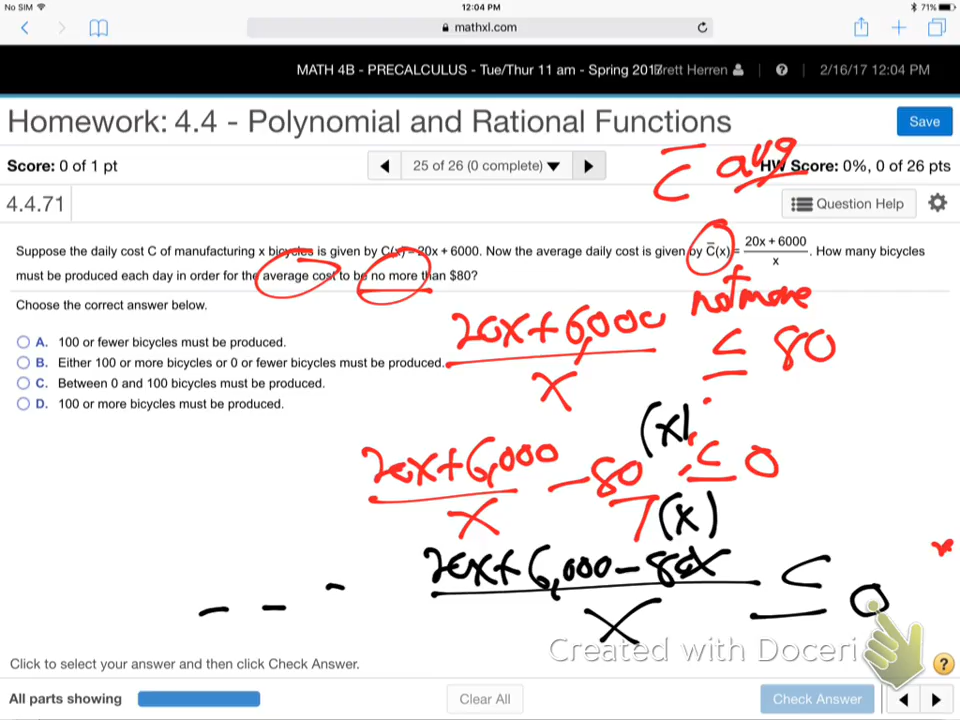 No SIM 12:04 PM 71%
mathxl.com
MATH 4B - PRECALCULUS - Tue/Thur 11 am - Spring 2017 Brett Herren ? 2/16/17 12:04 PM
Homework: 4.4 - Polynomial and Rational Functions Save
Score: 0 of 1 pt 25 of 26 (0 complete) HW Score: 0%, 0 of 26 pts
C̅ avg
4.4.71 Question Help
Suppose the daily cost C of manufacturing x bicycles is given by C(x) = 20x + 6000. Now the average daily cost is given by C̅(x) = (20x + 6000)/x. How many bicycles
must be produced each day in order for the average cost to be no more than $80?
not more
Choose the correct answer below.
A. 100 or fewer bicycles must be produced.
B. Either 100 or more bicycles or 0 or fewer bicycles must be produced.
C. Between 0 and 100 bicycles must be produced.
D. 100 or more bicycles must be produced.
20x+6,000
x
≤ 80
(x)
20x+6,000
x
-80 ≤ 0
(x)
20x+6,000-80x
x
≤ 0
Created with Doceri
Click to select your answer and then click Check Answer. ?
All parts showing Clear All Check Answer